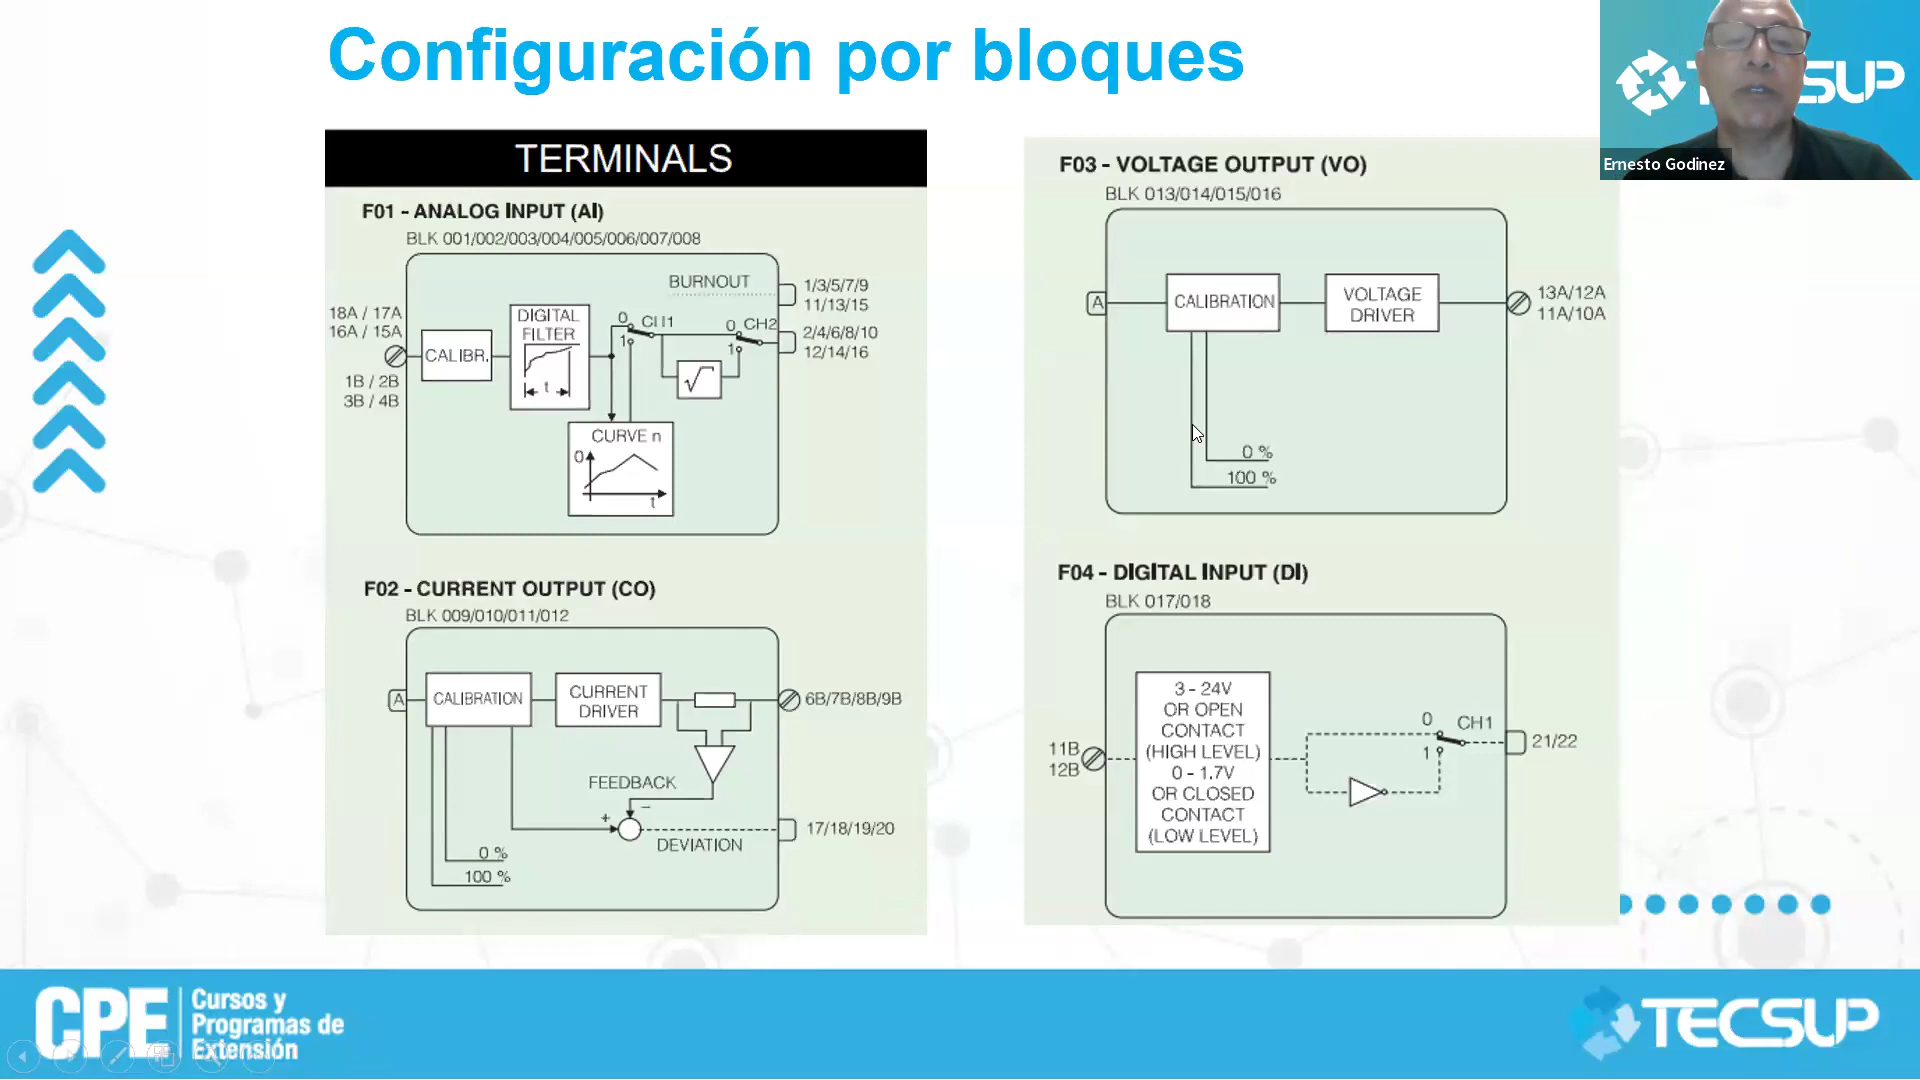 Configuración por bloques
TECSUP
Ernesto Godinez
TERMINALS
F01 - ANALOG INPUT (AI)
BLK 001/002/003/004/005/006/007/008
BURNOUT
1/3/5/7/9
11/13/15
18A / 17A
16A / 15A
CALIBR.
1B / 2B
3B / 4B
DIGITAL
FILTER
t
0
CH1
1
0
CH2
1
2/4/6/8/10
12/14/16
√
CURVE n
0
t
F02 - CURRENT OUTPUT (CO)
BLK 009/010/011/012
A
CALIBRATION
CURRENT
DRIVER
6B/7B/8B/9B
FEEDBACK
−
+
17/18/19/20
DEVIATION
0 %
100 %
F03 - VOLTAGE OUTPUT (VO)
BLK 013/014/015/016
A
CALIBRATION
VOLTAGE
DRIVER
13A/12A
11A/10A
0 %
100 %
F04 - DIGITAL INPUT (DI)
BLK 017/018
11B
12B
3 - 24V
OR OPEN
CONTACT
(HIGH LEVEL)
0 - 1.7V
OR CLOSED
CONTACT
(LOW LEVEL)
0
CH1
1
21/22
CPE
Cursos y
Programas de
Extensión
TECSUP